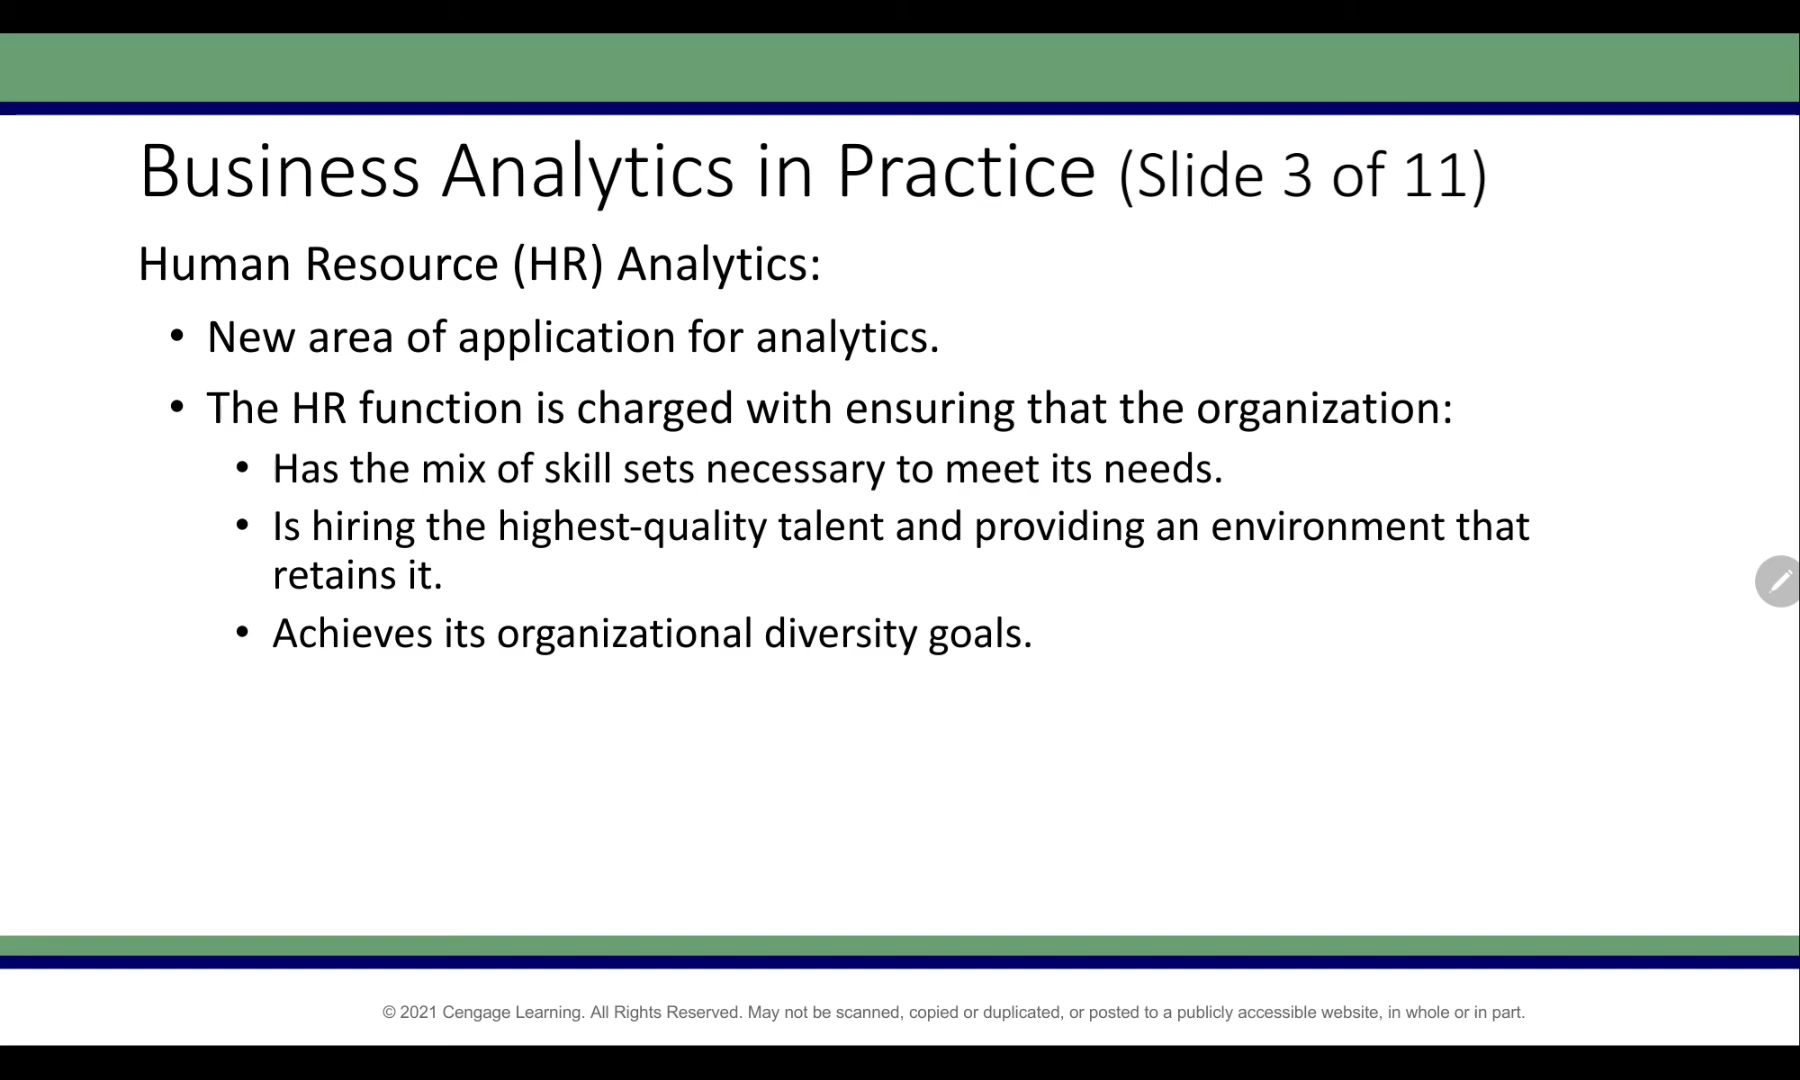 Business Analytics in Practice (Slide 3 of 11)
Human Resource (HR) Analytics:
• New area of application for analytics.
• The HR function is charged with ensuring that the organization:
• Has the mix of skill sets necessary to meet its needs.
• Is hiring the highest-quality talent and providing an environment that
retains it.
• Achieves its organizational diversity goals.
© 2021 Cengage Learning. All Rights Reserved. May not be scanned, copied or duplicated, or posted to a publicly accessible website, in whole or in part.